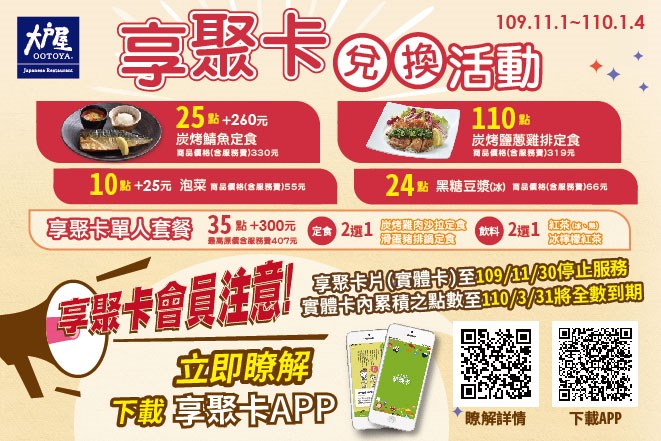 大戶屋
OOTOYA
Japanese Restaurant
享聚卡兌換活動
109.11.1~110.1.4
25點+260元
炭烤鯖魚定食
商品價格(含服務費)330元
110點
炭烤鹽蔥雞排定食
商品價格(含服務費)319元
10點+25元 泡菜 商品價格(含服務費)55元
24點 黑糖豆漿(冰) 商品價格(含服務費)66元
享聚卡單人套餐
35點+300元
最高原價含服務費407元
定食 2選1
炭烤雞肉沙拉定食
滑蛋豬排鍋定食
飲料 2選1
紅茶(冰、熱)
冰檸檬紅茶
享聚卡會員注意!
享聚卡片(實體卡)至109/11/30停止服務
實體卡內累積之點數至110/3/31將全數到期
立即瞭解
下載 享聚卡APP
瞭解詳情
下載APP